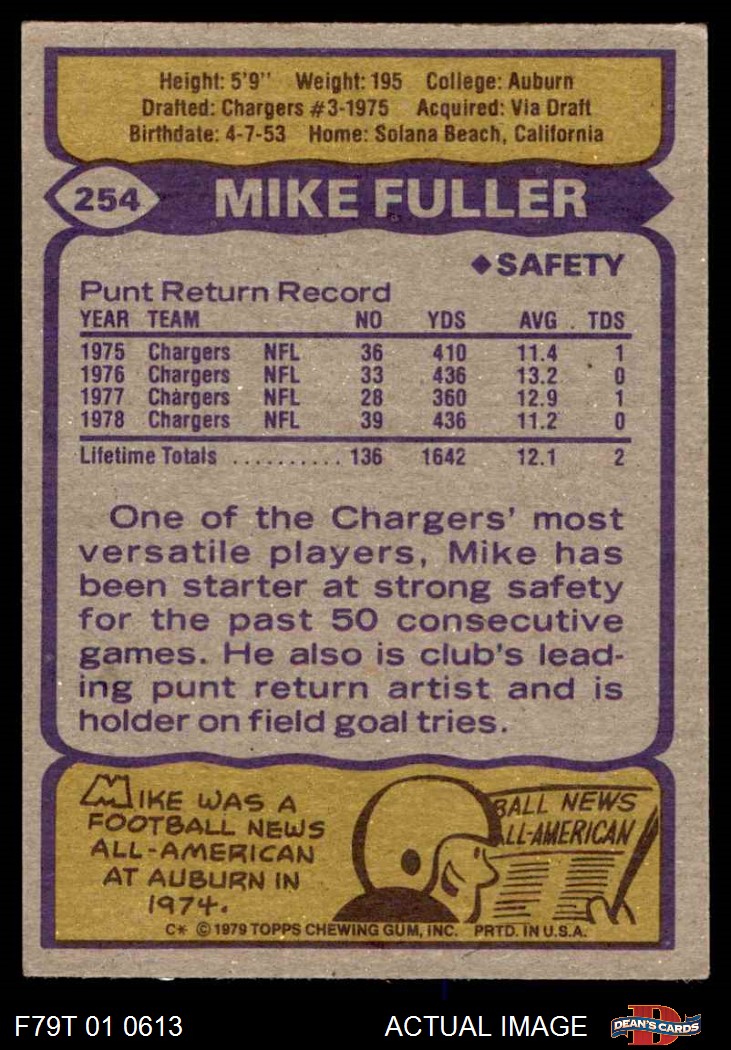 Height: 5'9'' Weight: 195 College: Auburn
Drafted: Chargers #3-1975 Acquired: Via Draft
Birthdate: 4-7-53 Home: Solana Beach, California
254 MIKE FULLER
◆SAFETY
Punt Return Record
YEAR TEAM NO YDS AVG. TDS
1975 Chargers NFL 36 410 11.4 1
1976 Chargers NFL 33 436 13.2 0
1977 Chargers NFL 28 360 12.9 1
1978 Chargers NFL 39 436 11.2 0
Lifetime Totals .......... 136 1642 12.1 2
One of the Chargers' most
versatile players, Mike has
been starter at strong safety
for the past 50 consecutive
games. He also is club's lead-
ing punt return artist and is
holder on field goal tries.
MIKE WAS A
FOOTBALL NEWS
ALL-AMERICAN
AT AUBURN IN
1974.
BALL NEWS
ALL-AMERICAN
C* © 1979 TOPPS CHEWING GUM, INC. PRTD. IN U.S.A.
F79T 01 0613 ACTUAL IMAGE D DEAN'S CARDS